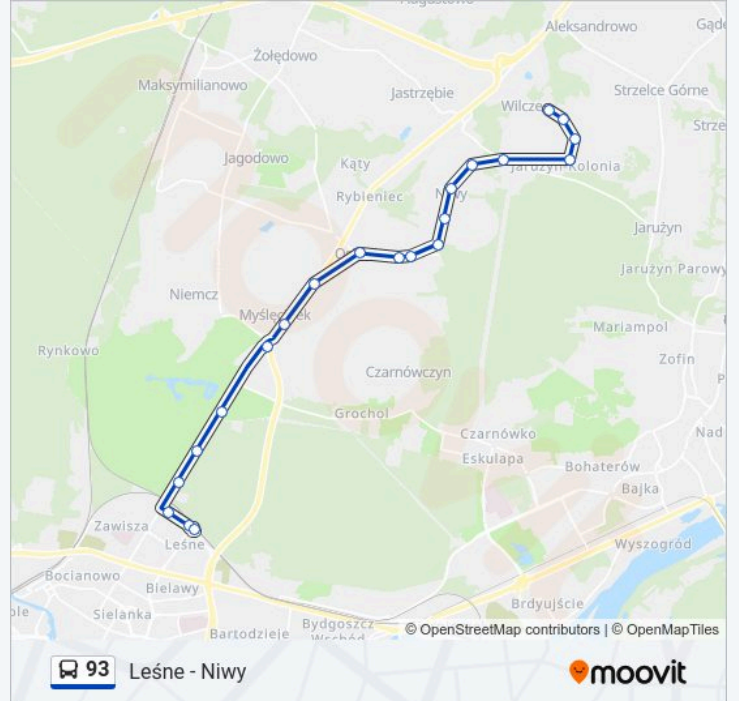 Aleksandrowo
Żołędowo
Maksymilianowo
Jastrzębie
Wilcze
Strzelce Górne
Jagodowo
Kąty
Rybieniec
Jarużyn-Kolonia
Jarużyn
Jarużyn Parowy
Niemcz
Mariampol
Rynkowo
Zofin
Czarnówczyn
Grochol
Czarnówko
Eskulapa
Bohaterów
Bajka
Zawisza
Leśne
Wyszogród
Bocianowo
Bielawy
Sielanka
Brdyujście
Bartodzieje
Bydgoszcz
Wschód
© OpenStreetMap contributors | © OpenMapTiles
93 Leśne - Niwy
moovit